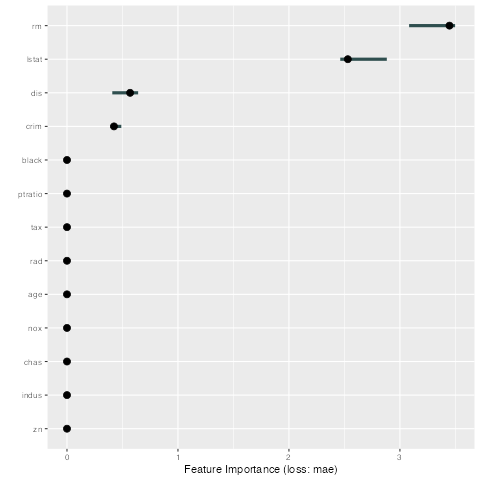 rm
lstat
dis
crim
black
ptratio
tax
rad
age
nox
chas
indus
zn
0 1 2 3
Feature Importance (loss: mae)